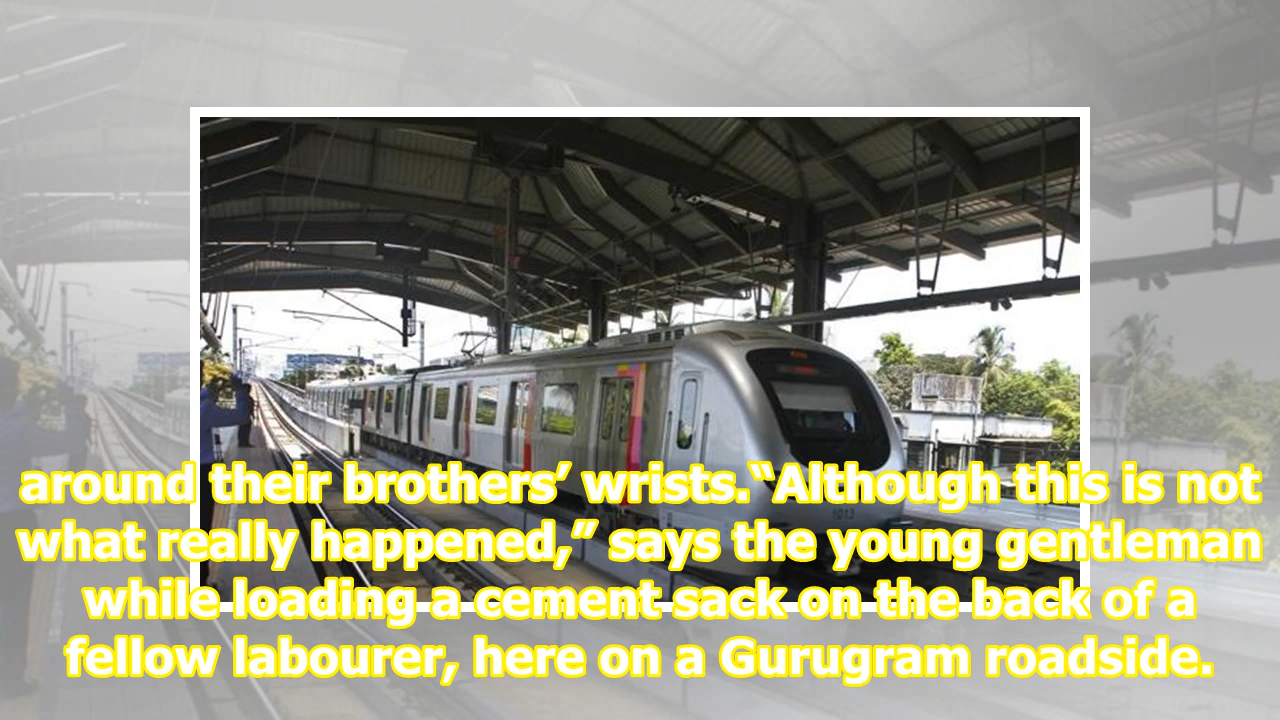 around their brothers’ wrists.“Although this is not
what really happened,” says the young gentleman
while loading a cement sack on the back of a
fellow labourer, here on a Gurugram roadside.